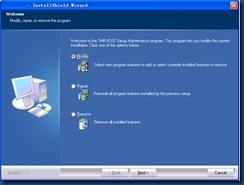 - InstallShield Wizard
Welcome
Modify, repair, or remove the program.
Welcome to the Setup Maintenance program. This program lets you modify the current
installation. Click one of the options below.
Modify
Select new program features to add or select currently installed features to remove.
Repair
Reinstall all program features installed by the previous setup.
Remove
Remove all installed features.
InstallShield
< Back
Next >
Cancel